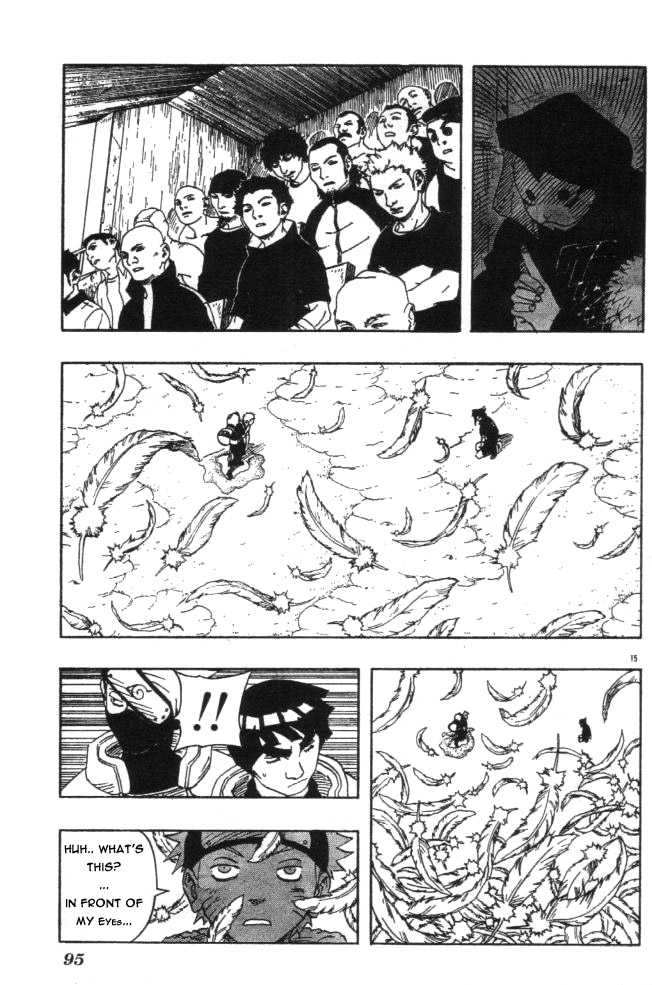 15
!!
HUH.. WHAT'S
THIS?
...
IN FRONT OF
MY EYES...
95